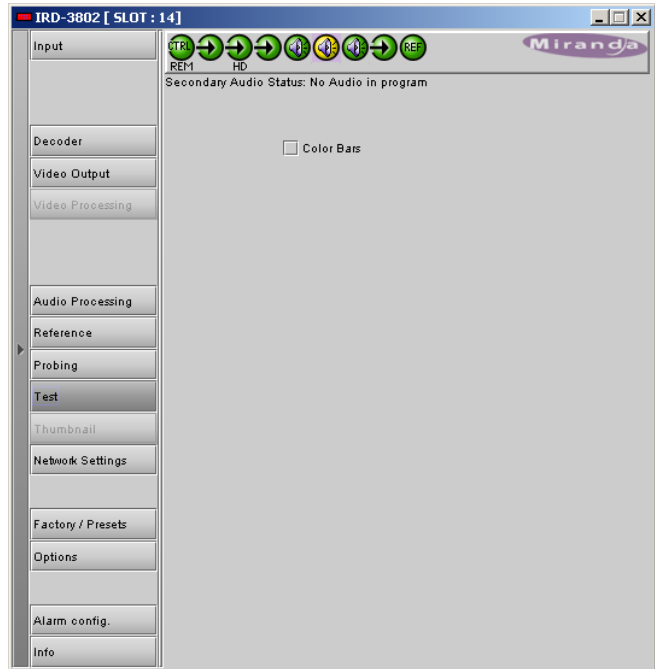 IRD-3802 [ SLOT : 14]
Input
CTRL
REF
Miranda
REM
HD
Secondary Audio Status: No Audio in program
Decoder
Color Bars
Video Output
Video Processing
Audio Processing
Reference
Probing
Test
Thumbnail
Network Settings
Factory / Presets
Options
Alarm config.
Info